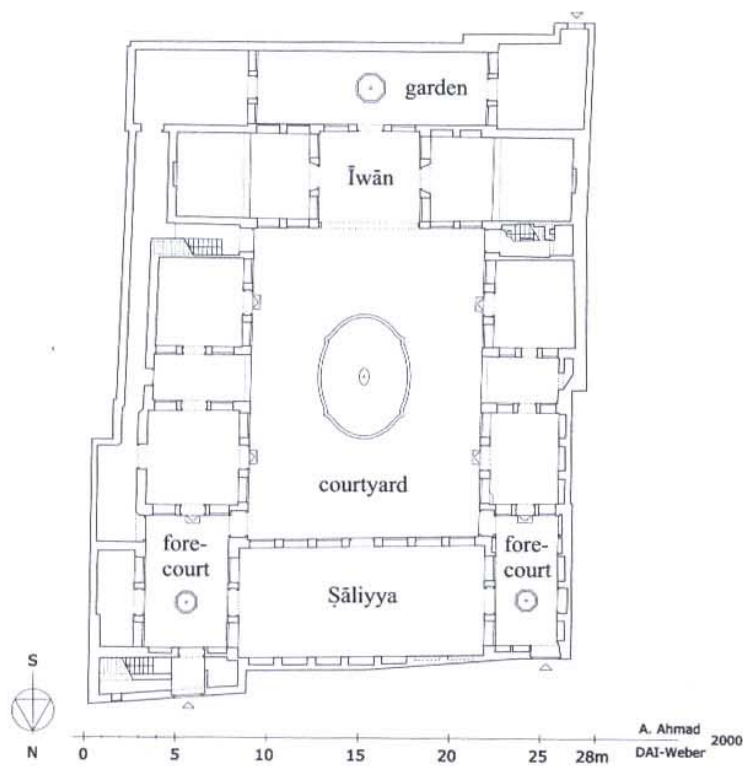 garden
Īwān
courtyard
fore-
court
fore-
court
Ṣāliyya
S
N
0 5 10 15 20 25 28m
A. Ahmad
DAI-Weber
2000